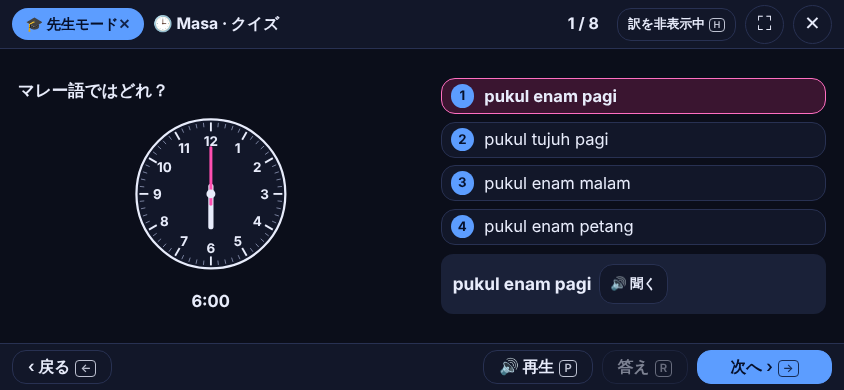 🎓 先生モード✕
🕒 Masa · クイズ
1 / 8
訳を非表示中 H
✕
マレー語ではどれ？
12
1
2
3
4
5
6
7
8
9
10
11
6:00
1 pukul enam pagi
2 pukul tujuh pagi
3 pukul enam malam
4 pukul enam petang
pukul enam pagi 🔊 聞く
‹ 戻る ←
🔊 再生 P
答え R
次へ › →